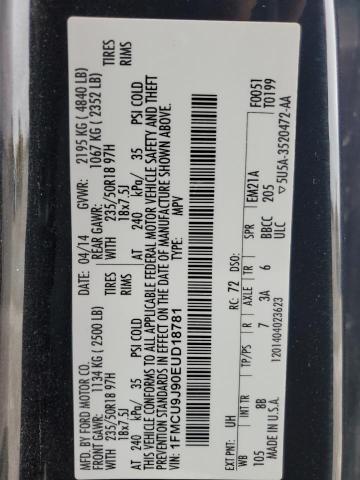 MFD. BY FORD MOTOR CO.
DATE: 04/14 GVWR: 2195 KG ( 4840 LB)
FRONT GAWR: 1134 KG ( 2500 LB) REAR GAWR: 1067 KG ( 2352 LB)
WITH 235/50R18 97H TIRES WITH 235/50R18 97H TIRES
18x7.5J RIMS 18x7.5J RIMS
AT 240 kPa/ 35 PSI COLD AT 240 kPa/ 35 PSI COLD
THIS VEHICLE CONFORMS TO ALL APPLICABLE FEDERAL MOTOR VEHICLE SAFETY AND THEFT
PREVENTION STANDARDS IN EFFECT ON THE DATE OF MANUFACTURE SHOWN ABOVE.
VIN: 1FMCU9J90EUD18781
TYPE: MPV
F0051
T0199
EXT PNT: UH RC: 72 DSO:
WB INT TR TP/PS R AXLE TR SPR EM21A
105 8B 7 3A 6 BBCC 205
ULC 5U5A-3520472-AA
1201404023623
MADE IN U.S.A.